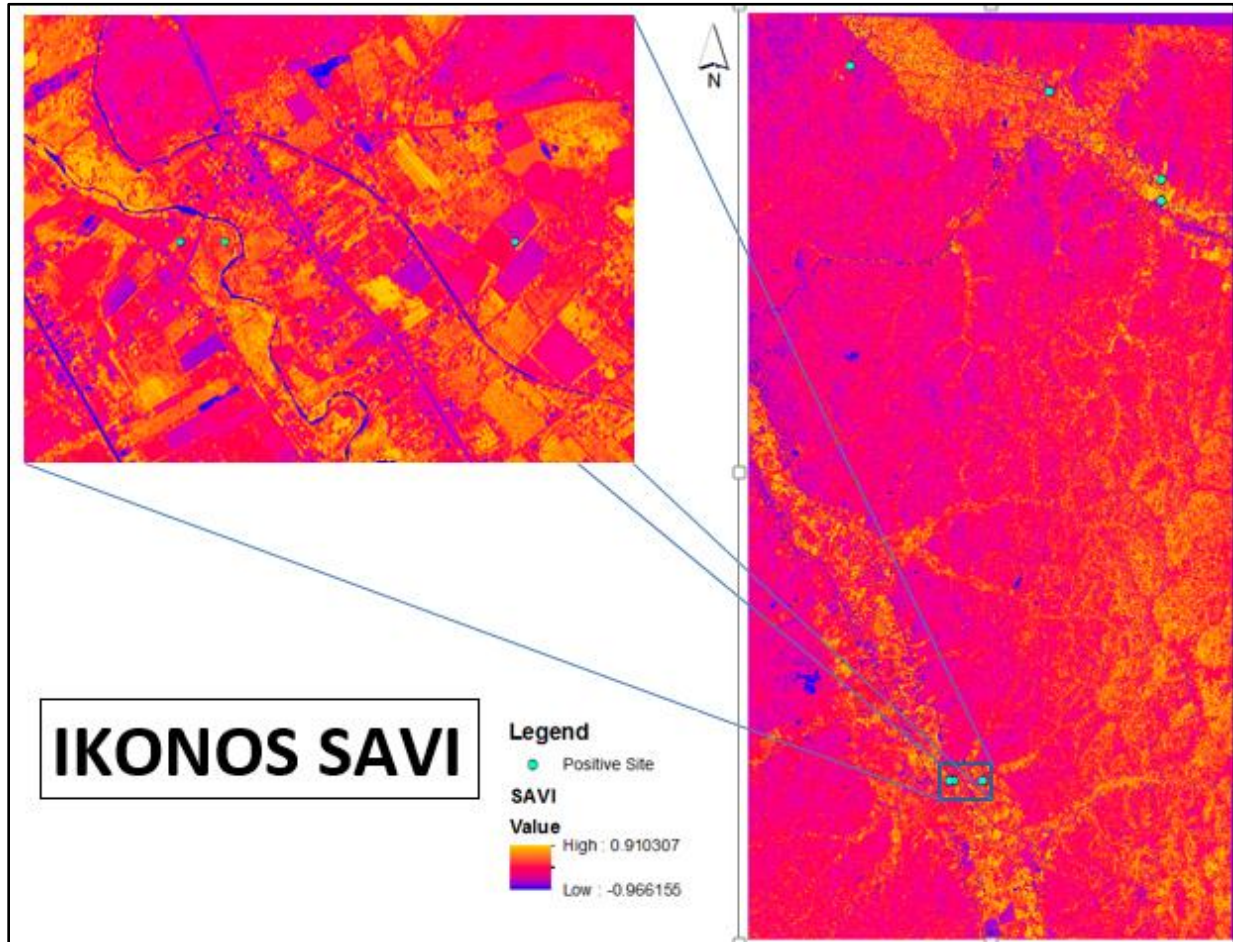 N
IKONOS SAVI
Legend
Positive Site
SAVI
Value
High : 0.910307
Low : -0.966155